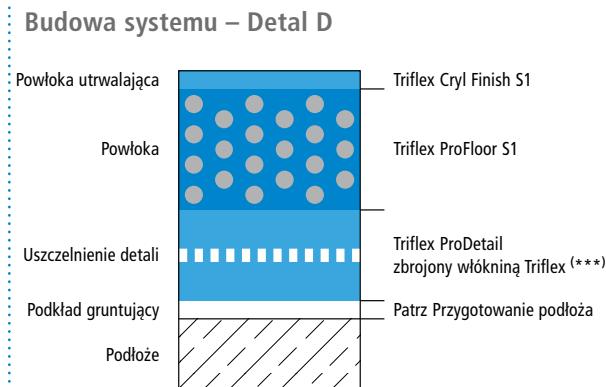 Budowa systemu – Detal D
Powłoka utrwalająca
Triflex Cryl Finish S1
Powłoka
Triflex ProFloor S1
Uszczelnienie detali
Triflex ProDetail
zbrojony włókniną Triflex (***)
Podkład gruntujący
Patrz Przygotowanie podłoża
Podłoże